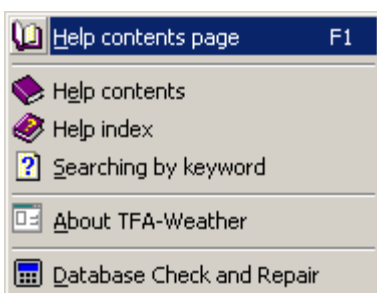 Help contents page F1
Help contents
Help index
Searching by keyword
About TFA-Weather
Database Check and Repair